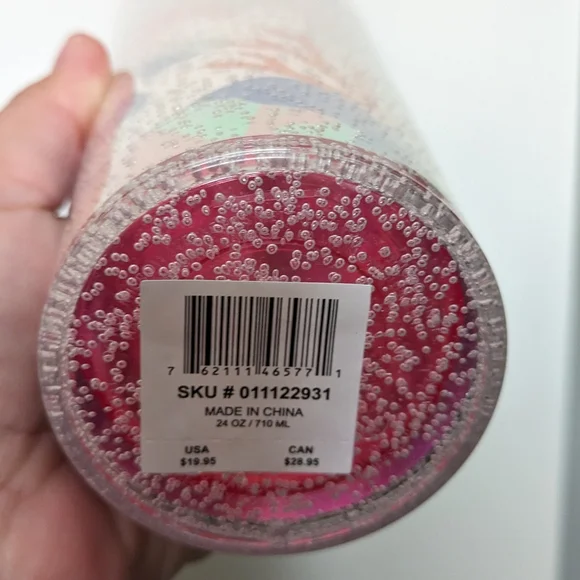 7 62111 46577 1
SKU # 011122931
MADE IN CHINA
24 OZ / 710 ML
USA CAN
$19.95 $28.95